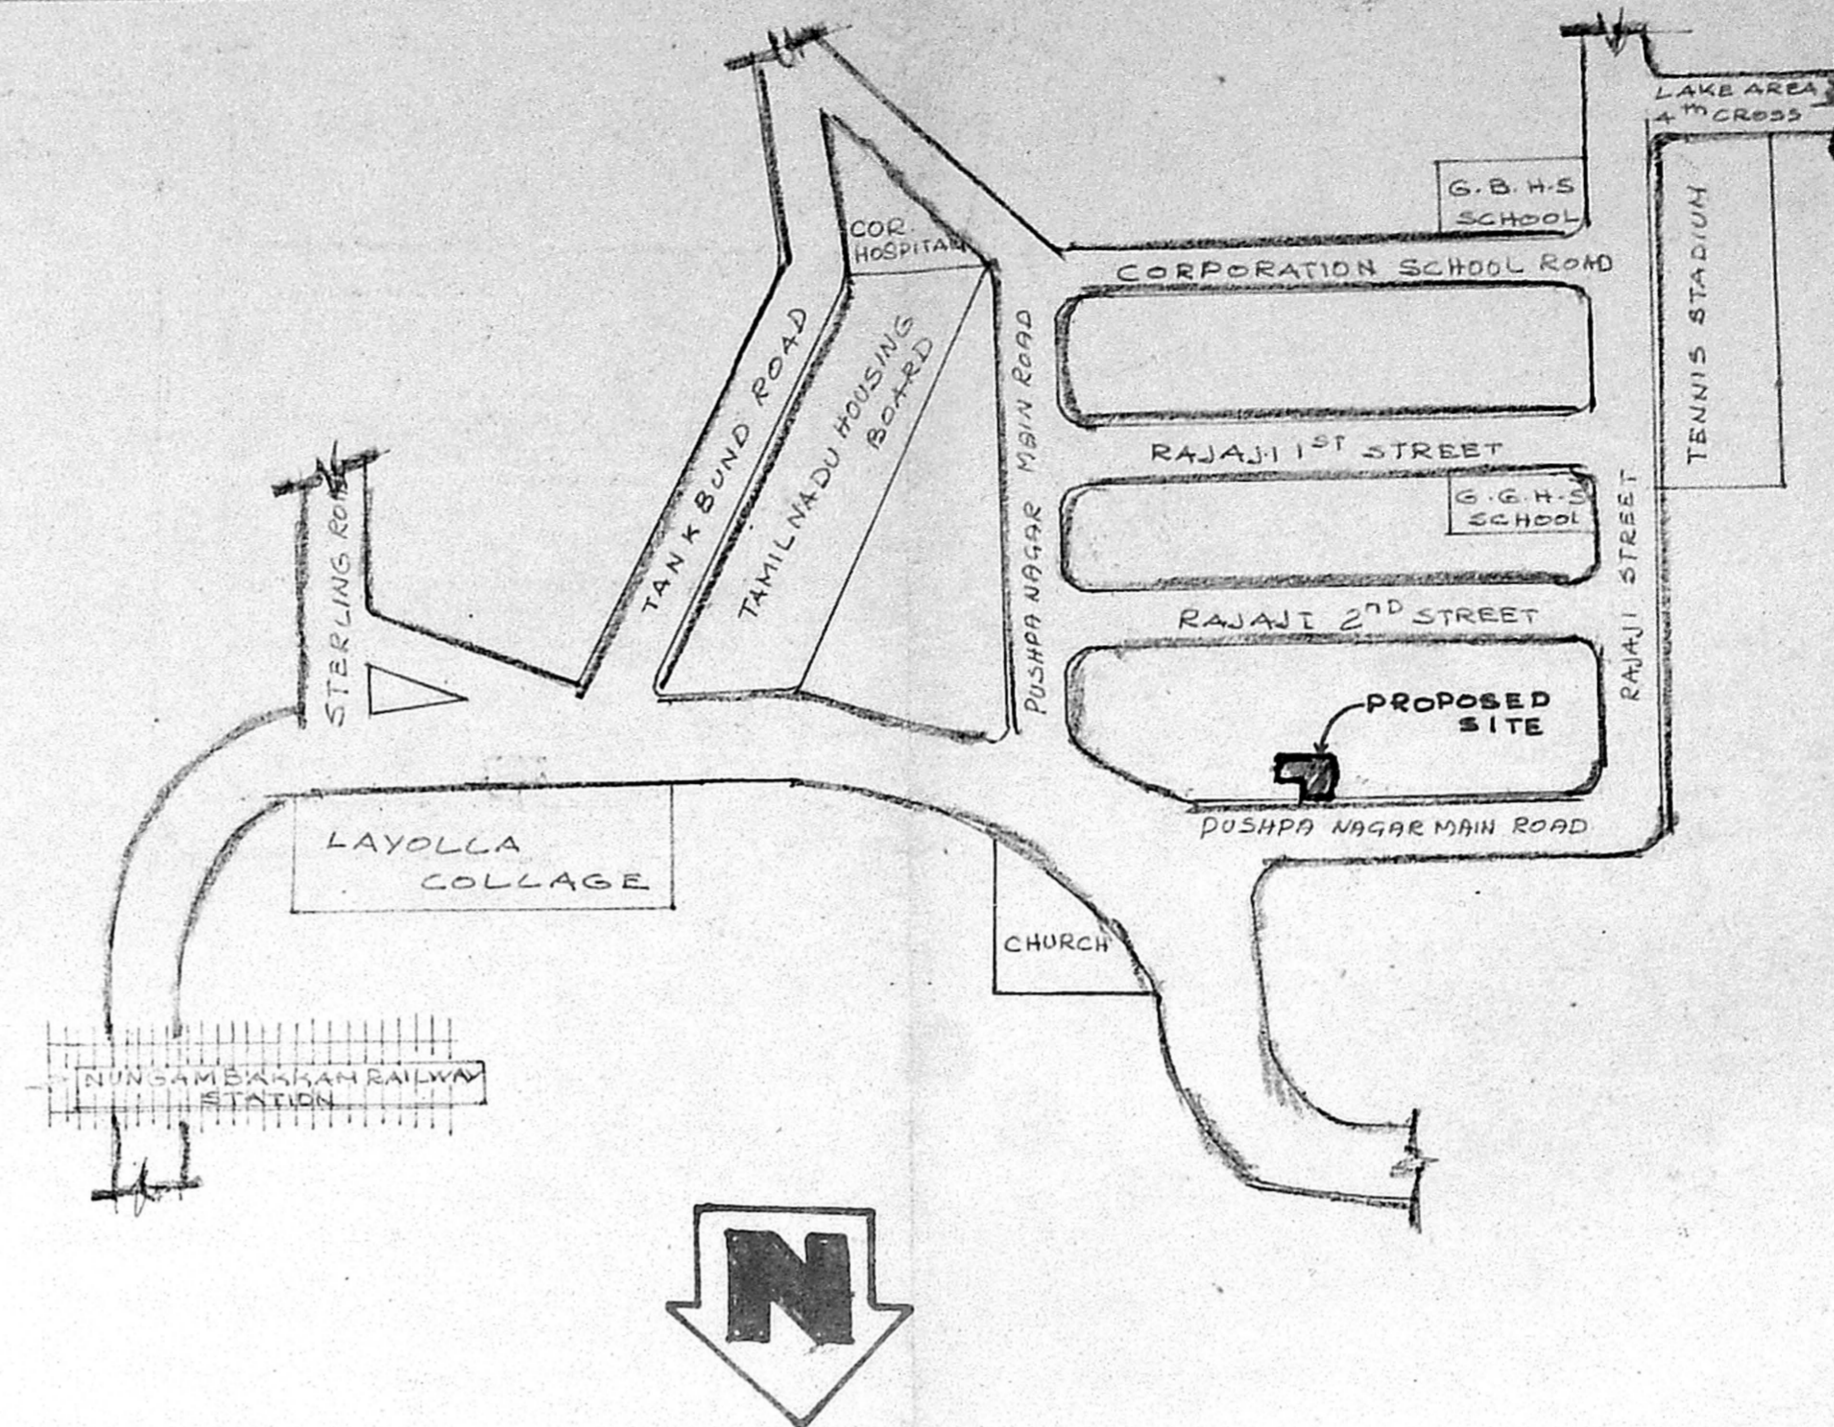 LAKE AREA
4th CROSS
G.B.H.S
SCHOOL
COR.
HOSPITAL
CORPORATION SCHOOL ROAD
TENNIS STADIUM
TANK BUND ROAD
TAMILNADU HOUSING
BOARD
PUSHPA NAGAR MAIN ROAD
RAJAJI 1ST STREET
G.G.H.S
SCHOOL
RAJAJI STREET
STERLING ROAD
RAJAJI 2ND STREET
PROPOSED
SITE
PUSHPA NAGAR MAIN ROAD
LAYOLLA
COLLAGE
CHURCH
NUNGAMBAKKAM RAILWAY
STATION
N